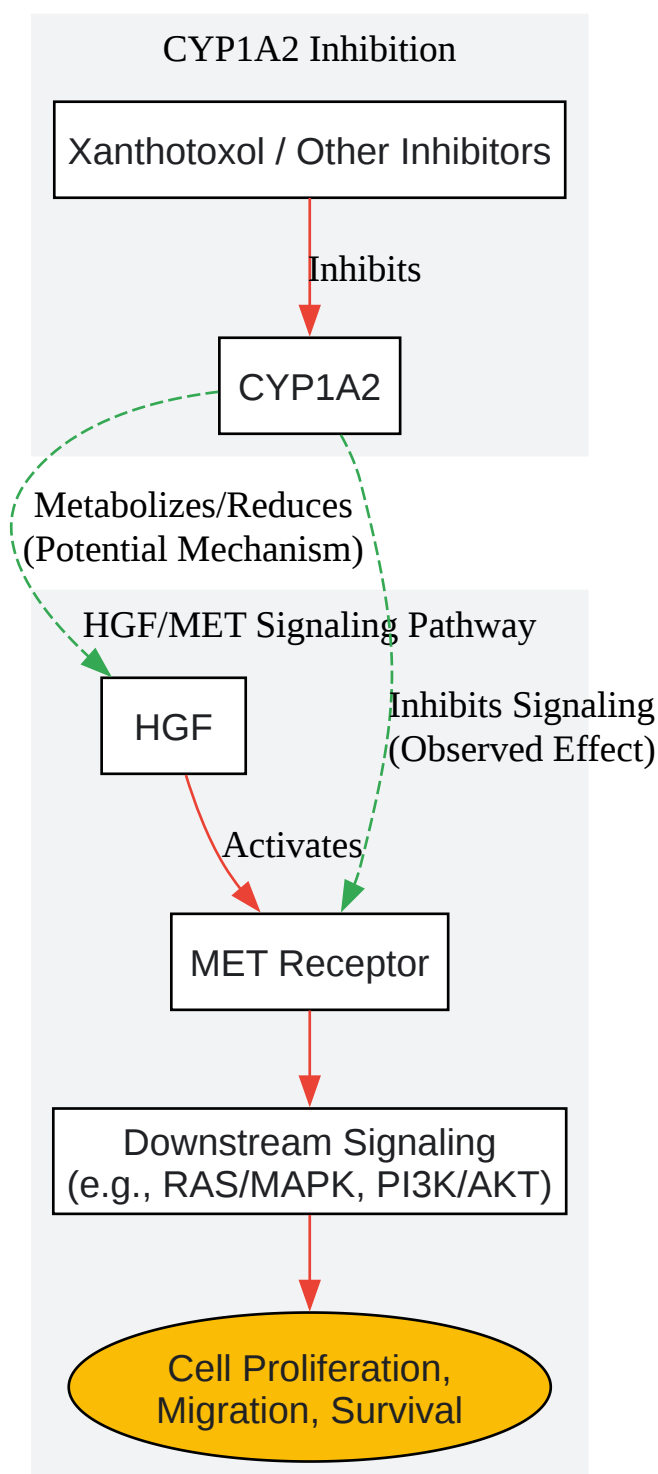 CYP1A2 Inhibition
Xanthotoxol / Other Inhibitors
Inhibits
CYP1A2
Metabolizes/Reduces
(Potential Mechanism)
HGF/MET Signaling Pathway
Inhibits Signaling
(Observed Effect)
HGF
Activates
MET Receptor
Downstream Signaling
(e.g., RAS/MAPK, PI3K/AKT)
Cell Proliferation,
Migration, Survival